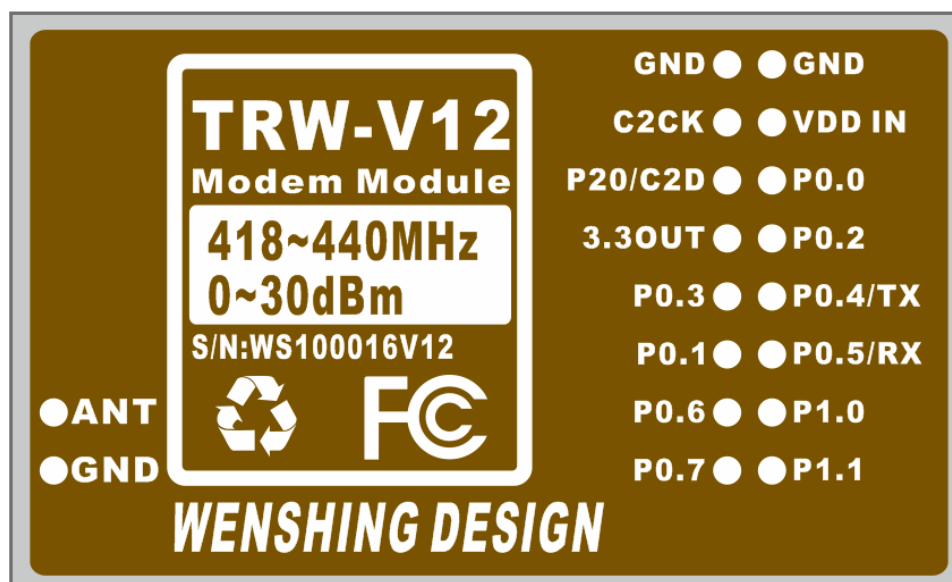 TRW-V12
Modem Module
418~440MHz
0~30dBm
S/N:WS100016V12
FC
ANT
GND
WENSHING DESIGN
GND GND
C2CK VDD IN
P20/C2D P0.0
3.3OUT P0.2
P0.3 P0.4/TX
P0.1 P0.5/RX
P0.6 P1.0
P0.7 P1.1